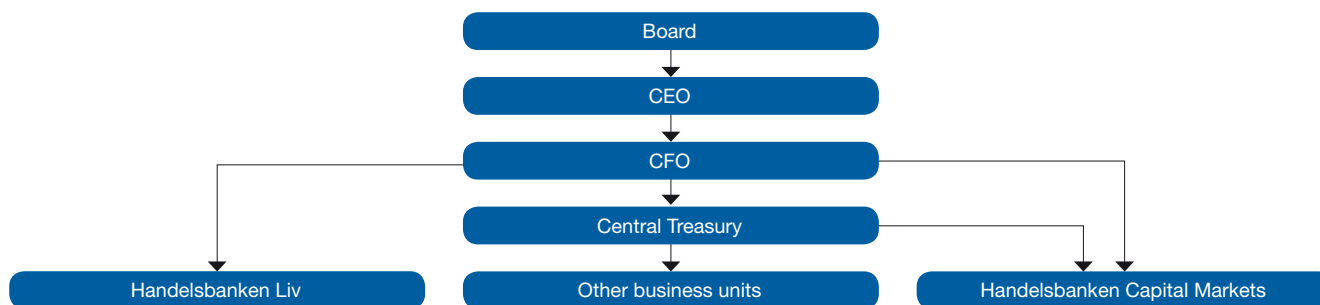 Board
CEO
CFO
Central Treasury
Handelsbanken Liv
Other business units
Handelsbanken Capital Markets